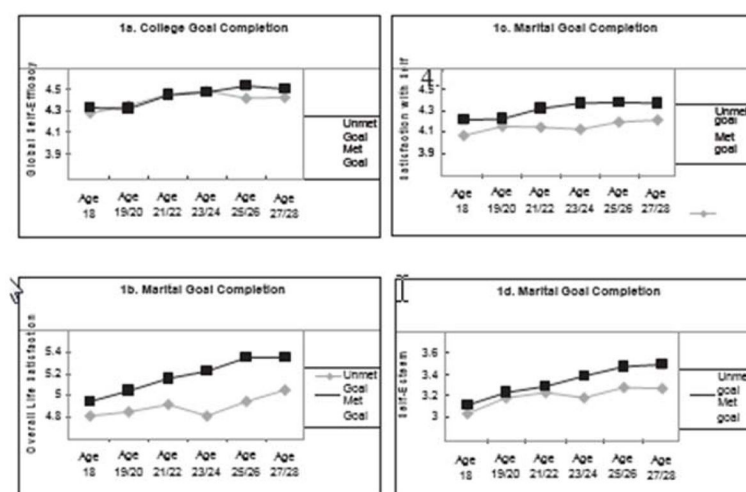 1a. College Goal Completion
Global Self-Efficacy
4.5
4.3
4.1
3.9
Age 18
Age 19/20
Age 21/22
Age 23/24
Age 25/26
Age 27/28
Unmet
Goal
Met
Goal
1c. Marital Goal Completion
Satisfaction with Self
4
4.5
4.3
4.1
3.9
Age 18
Age 19/20
Age 21/22
Age 23/24
Age 25/26
Age 27/28
Unmet
goal
Met
goal
1b. Marital Goal Completion
Overall Life Satisfaction
5.4
5.2
5
4.8
Age 18
Age 19/20
Age 21/22
Age 23/24
Age 25/26
Age 27/28
Unmet
Goal
Met
Goal
1d. Marital Goal Completion
Self-Esteem
3.6
3.4
3.2
3
Age 18
Age 19/20
Age 21/22
Age 23/24
Age 25/26
Age 27/28
Unmet
goal
Met
goal